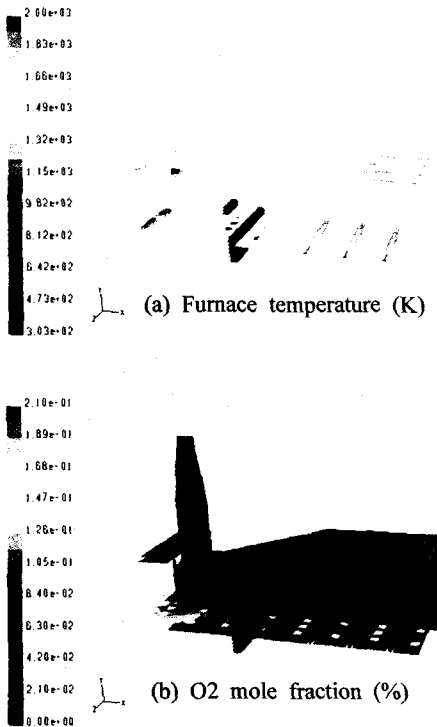 2.00e+03
1.83e+03
1.66e+03
1.49e+03
1.32e+03
1.15e+03
9.82e+02
8.12e+02
6.42e+02
4.73e+02
3.03e+02
Y
Z X
(a) Furnace temperature (K)
2.10e-01
1.89e-01
1.68e-01
1.47e-01
1.26e-01
1.05e-01
8.40e-02
6.30e-02
4.20e-02
2.10e-02
0.00e+00
Y
Z X
(b) O2 mole fraction (%)